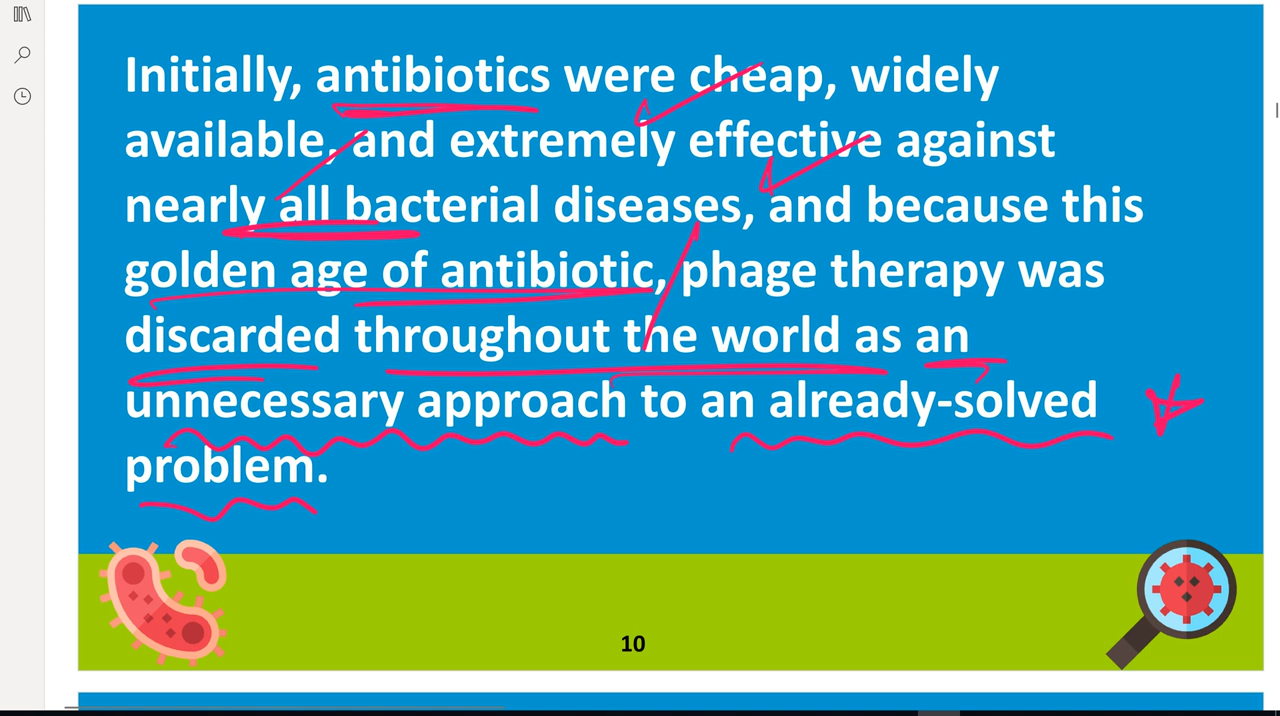 Initially, antibiotics were cheap, widely
available, and extremely effective against
nearly all bacterial diseases, and because this
golden age of antibiotic, phage therapy was
discarded throughout the world as an
unnecessary approach to an already-solved
problem.
10